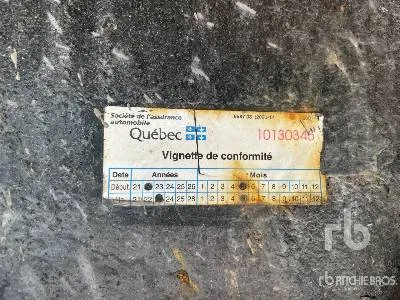 Société de l'assurance
automobile
Québec
10130346
Vignette de conformité
Date Années Mois
Début 21 23 24 25 26 1 2 3 4 6 7 8 9 10 11 12
22 24 25 26 1 2 3 4 6 7 8 9 10 11 12
rb
RITCHIE BROS.